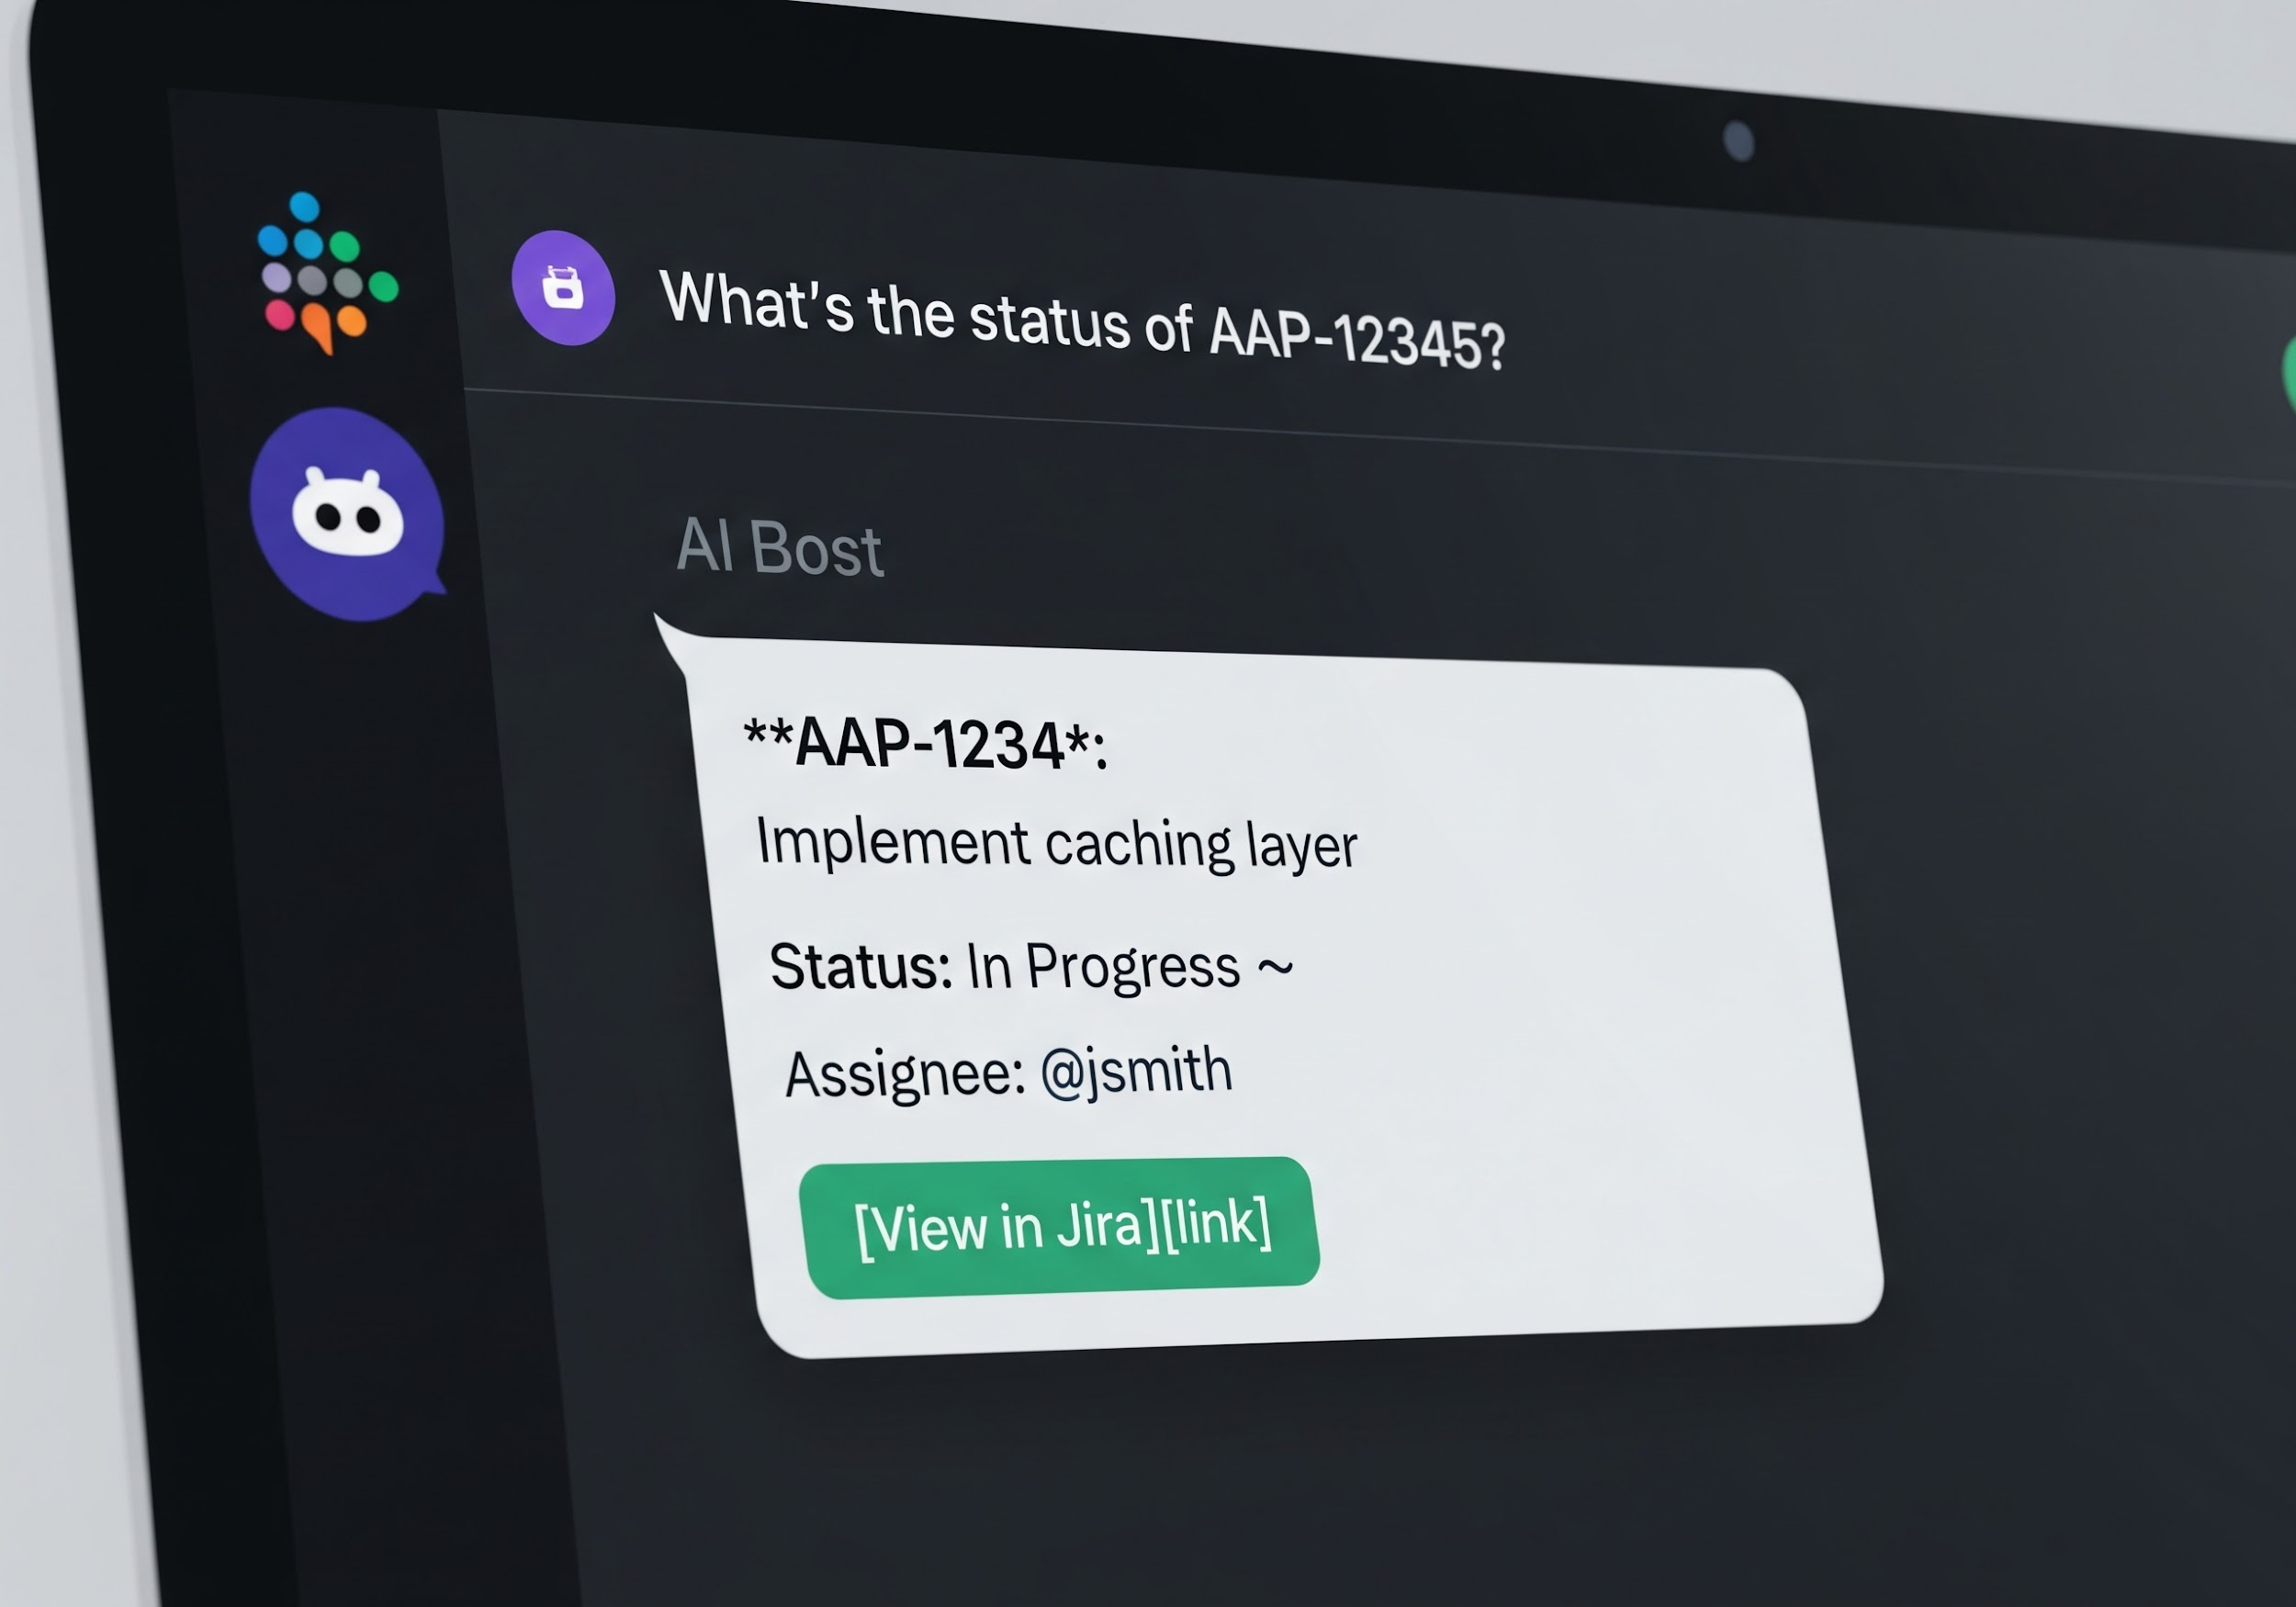 What's the status of AAP-12345?
AI Bost
**AAP-1234*:
Implement caching layer
Status: In Progress ~
Assignee: @jsmith
[View in Jira][link]